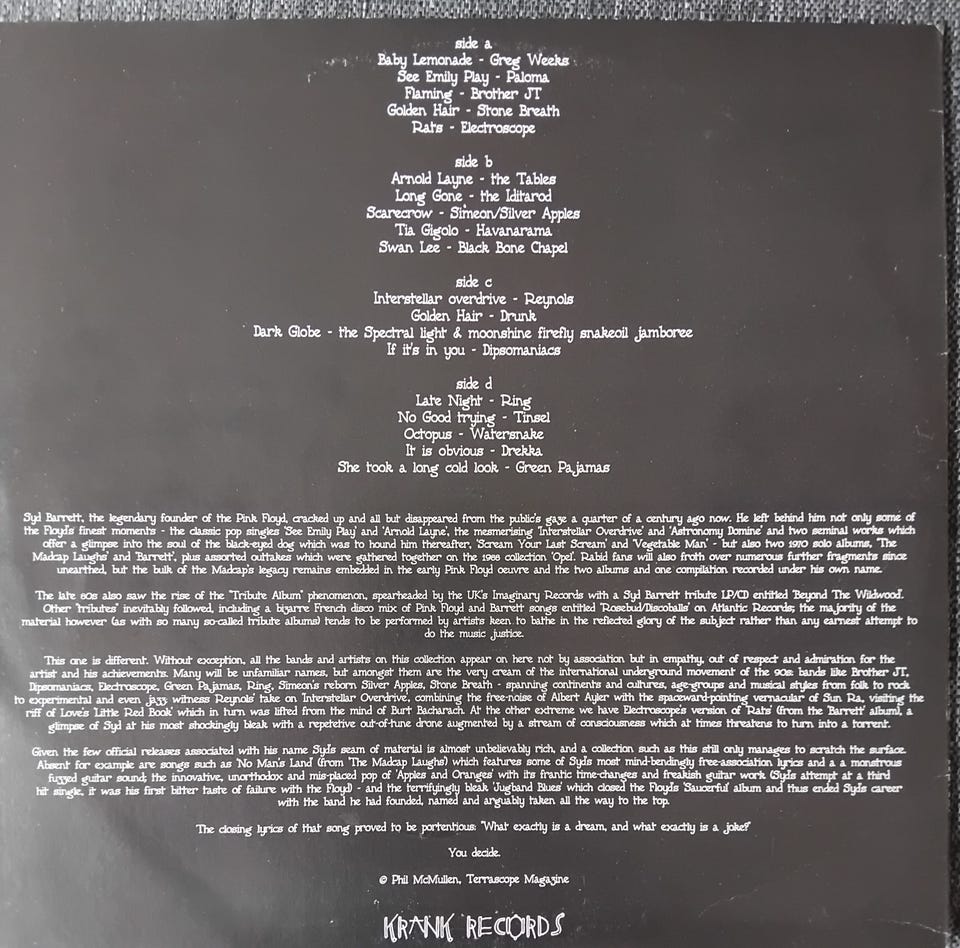 side a
Baby Lemonade - Greg Weeks
See Emily Play - Paloma
Flaming - Brother JT
Golden Hair - Stone Breath
Rats - Electroscope
side b
Arnold Layne - the Tables
Long Gone - the Iditarod
Scarecrow - Simeon/Silver Apples
Tia Gigolo - Havanarama
Swan Lee - Black Bone Chapel
side c
Interstellar overdrive - Reynols
Golden Hair - Drunk
Dark Globe - the Spectral light & moonshine firefly snakeoil jamboree
If it's in you - Dipsomaniacs
side d
Late Night - Ring
No Good trying - Tinsel
Octopus - Watersnake
It is obvious - Drekka
She took a long cold look - Green Pajamas
Syd Barrett, the legendary founder of the Pink Floyd, cracked up and all but disappeared from the public's gaze a quarter of a century ago now. He left behind him not only some of
the Floyd's finest moments - the classic pop singles 'See Emily Play' and 'Arnold Layne', the mesmerising 'Interstellar Overdrive' and 'Astronomy Domine' and two seminal works which
offer a glimpse into the soul of the black-eyed dog which was to hound him thereafter, 'Scream Your Last Scream' and 'Vegetable Man' - but also two 1970 solo albums, 'The
Madcap Laughs' and 'Barrett', plus assorted outtakes which were gathered together on the 1988 collection 'Opel'. Rabid fans will also froth over numerous further fragments since
unearthed, but the bulk of the Madcap's legacy remains embedded in the early Pink Floyd oeuvre and the two albums and one compilation recorded under his own name.
The late 80s also saw the rise of the "Tribute Album" phenomenon, spearheaded by the UK's Imaginary Records with a Syd Barrett tribute LP/CD entitled 'Beyond The Wildwood'.
Other "tributes" inevitably followed, including a bizarre French disco mix of Pink Floyd and Barrett songs entitled 'Rosebud/Discoballs' on Atlantic Records; the majority of the
material however (as with so many so-called tribute albums) tends to be performed by artists keen to bathe in the reflected glory of the subject rather than any earnest attempt to
do the music justice.
This one is different. Without exception, all the bands and artists on this collection appear on here not by association but in empathy, out of respect and admiration for the
artist and his achievements. Many will be unfamiliar names, but amongst them are the very cream of the international underground movement of the 90s: bands like Brother JT,
Dipsomaniacs, Electroscope, Green Pajamas, Ring, Simeon's reborn Silver Apples, Stone Breath - spanning continents and cultures, age-groups and musical styles from folk to rock
to experimental and even jazz: witness Reynols' take on 'Interstellar Overdrive', combining the free-noise of Albert Ayler with the spaceward-pointing vernacular of Sun Ra, visiting the
riff of Love's 'Little Red Book' which in turn was lifted from the mind of Burt Bacharach. At the other extreme we have Electroscope's version of 'Rats' (from the 'Barrett' album), a
glimpse of Syd at his most shockingly bleak with a repetetive out-of-tune drone augmented by a stream of consciousness which at times threatens to turn into a torrent.
Given the few official releases associated with his name Syd's seam of material is almost unbelievably rich, and a collection such as this still only manages to scratch the surface.
Absent for example are songs such as 'No Man's Land' (from 'The Madcap Laughs') which features some of Syd's most mind-bendingly free-association lyrics and a a monstrous
fuzzed guitar sound; the innovative, unorthodox and mis-placed pop of 'Apples and Oranges' with its frantic time-changes and freakish guitar work (Syd's attempt at a third
hit single, it was his first bitter taste of failure with the Floyd) - and the terrifyingly bleak 'Jugband Blues' which closed the Floyd's 'Saucerful' album and thus ended Syd's career
with the band he had founded, named and arguably taken all the way to the top.
The closing lyrics of that song proved to be portentious: "What exactly is a dream, and what exactly is a joke?"
You decide.
© Phil McMullen, Terrascope Magazine
KRANK RECORDS